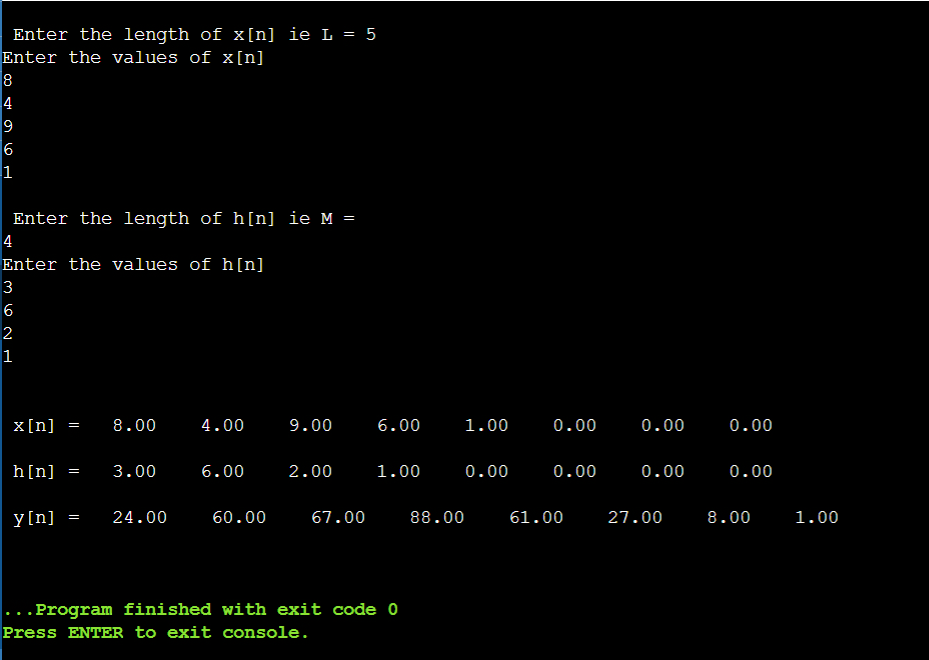 Enter the length of x[n] ie L = 5
Enter the values of x[n]
8
4
9
6
1
Enter the length of h[n] ie M =
4
Enter the values of h[n]
3
6
2
1
x[n] = 8.00 4.00 9.00 6.00 1.00 0.00 0.00 0.00
h[n] = 3.00 6.00 2.00 1.00 0.00 0.00 0.00 0.00
y[n] = 24.00 60.00 67.00 88.00 61.00 27.00 8.00 1.00
...Program finished with exit code 0
Press ENTER to exit console.